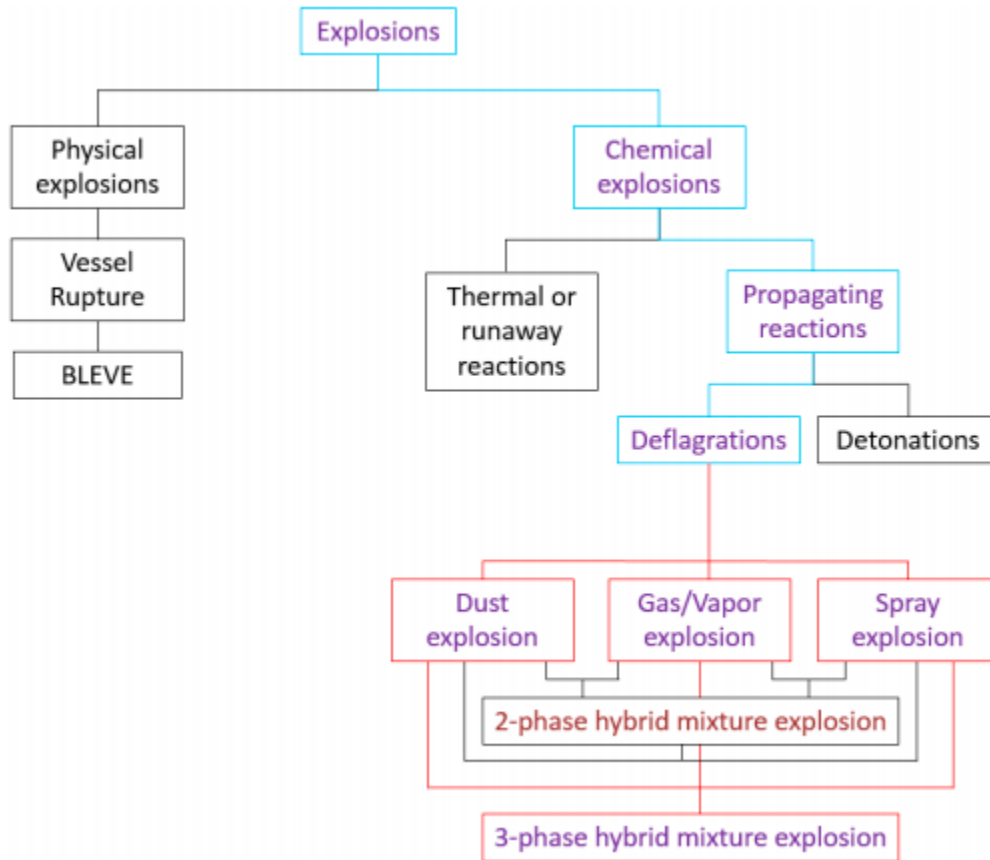 Explosions
Physical
explosions
Chemical
explosions
Vessel
Rupture
Thermal or
runaway
reactions
Propagating
reactions
BLEVE
Deflagrations
Detonations
Dust
explosion
Gas/Vapor
explosion
Spray
explosion
2-phase hybrid mixture explosion
3-phase hybrid mixture explosion